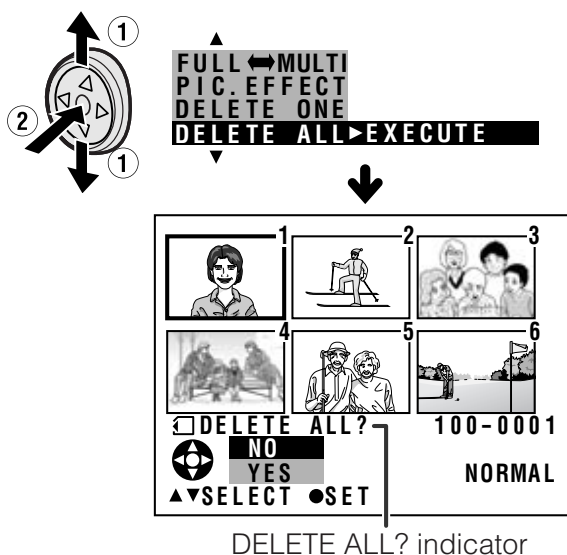 ①
②
①
▲
FULL ⬌ MULTI
PIC. EFFECT
DELETE ONE
DELETE ALL►EXECUTE
▼
1 2 3
4 5 6
DELETE ALL? 100-0001
NO
YES NORMAL
▲▼SELECT ●SET
DELETE ALL? indicator